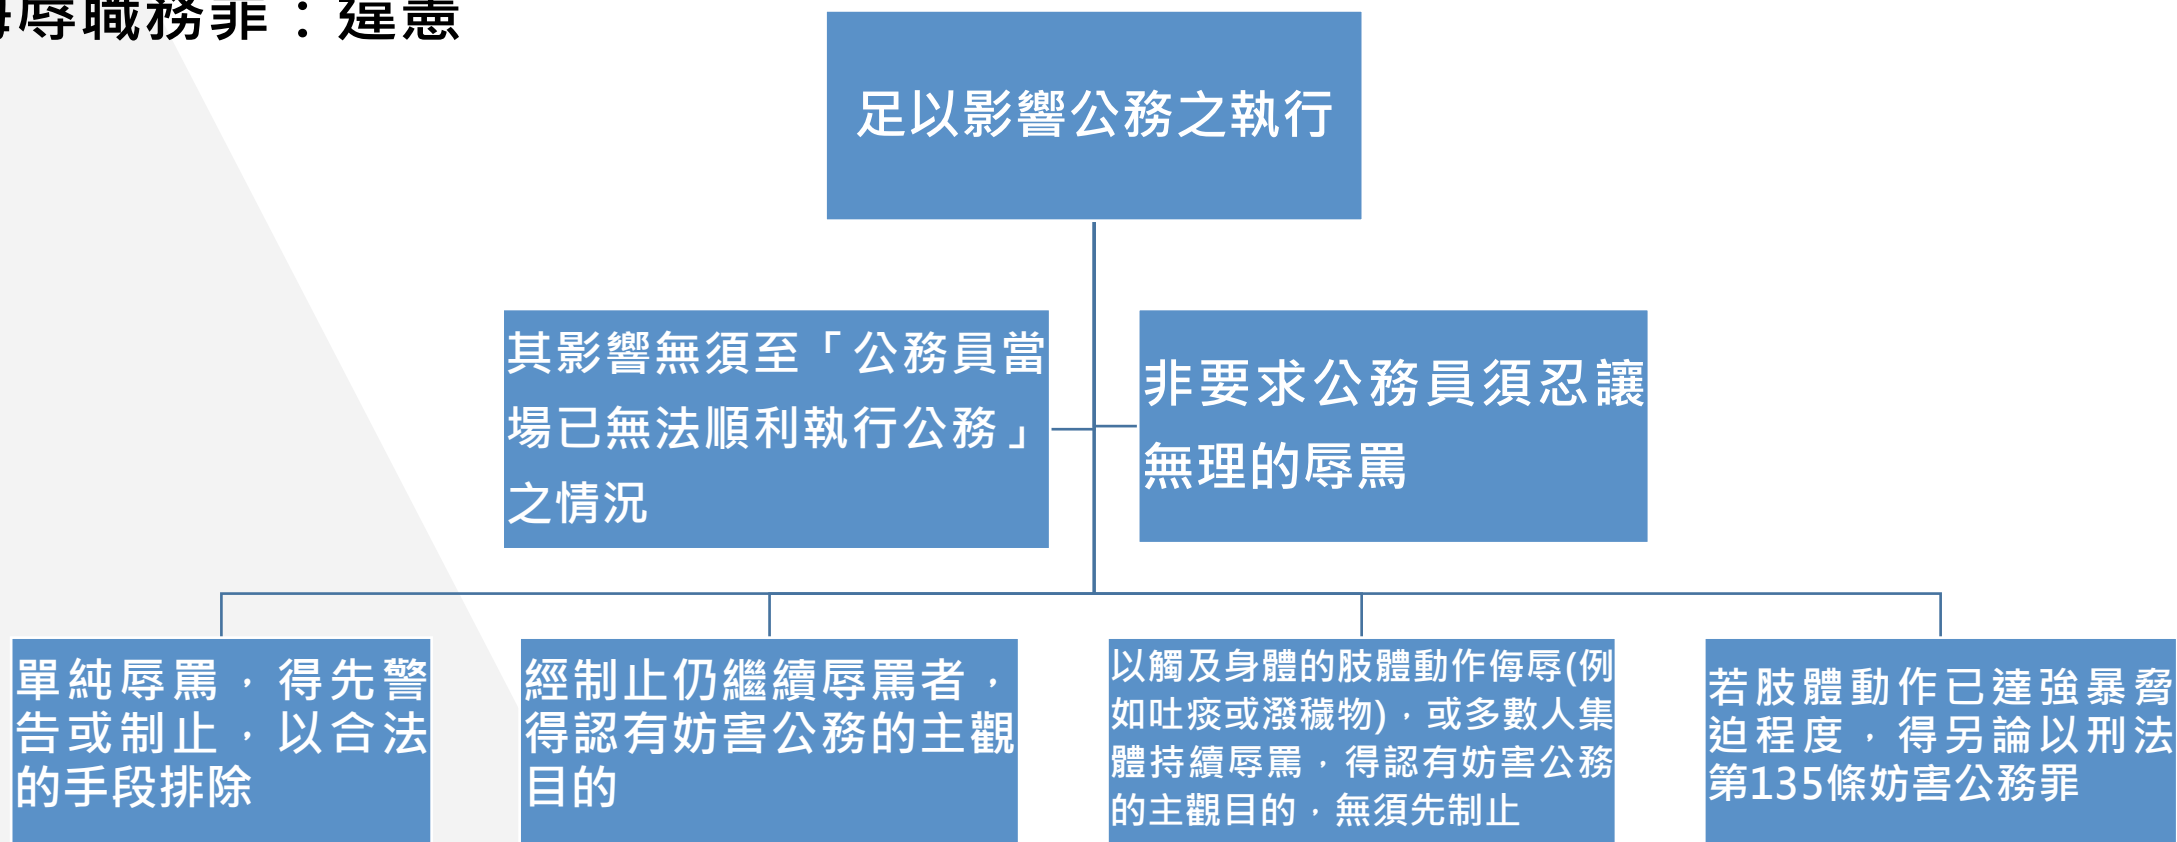 辱職務罪：違憲
足以影響公務之執行
其影響無須至「公務員當
場已無法順利執行公務」
之情況
非要求公務員須忍讓
無理的辱罵
單純辱罵，得先警
告或制止，以合法
的手段排除
經制止仍繼續辱罵者，
得認有妨害公務的主觀
目的
以觸及身體的肢體動作侮辱(例
如吐痰或潑穢物)，或多數人集
體持續辱罵，得認有妨害公務
的主觀目的，無須先制止
若肢體動作已達強暴脅
迫程度，得另論以刑法
第135條妨害公務罪